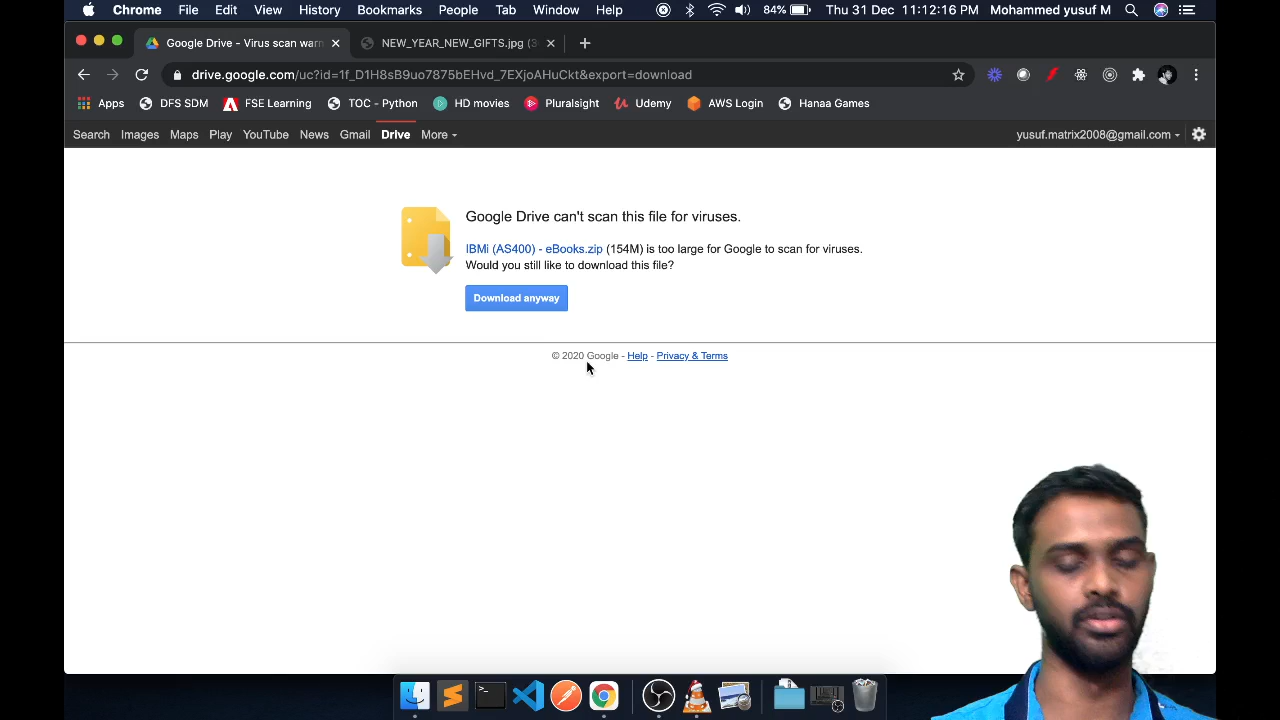 Chrome File Edit View History Bookmarks People Tab Window Help 84% Thu 31 Dec 11:12:16 PM Mohammed yusuf M
Google Drive - Virus scan warn NEW_YEAR_NEW_GIFTS.jpg (3
drive.google.com/uc?id=1f_D1H8sB9uo7875bEHvd_7EXjoAHuCkt&export=download
Apps DFS SDM FSE Learning TOC - Python HD movies Pluralsight Udemy AWS Login Hanaa Games
Search Images Maps Play YouTube News Gmail Drive More yusuf.matrix2008@gmail.com
Google Drive can't scan this file for viruses.
IBMi (AS400) - eBooks.zip (154M) is too large for Google to scan for viruses.
Would you still like to download this file?
Download anyway
© 2020 Google - Help - Privacy & Terms